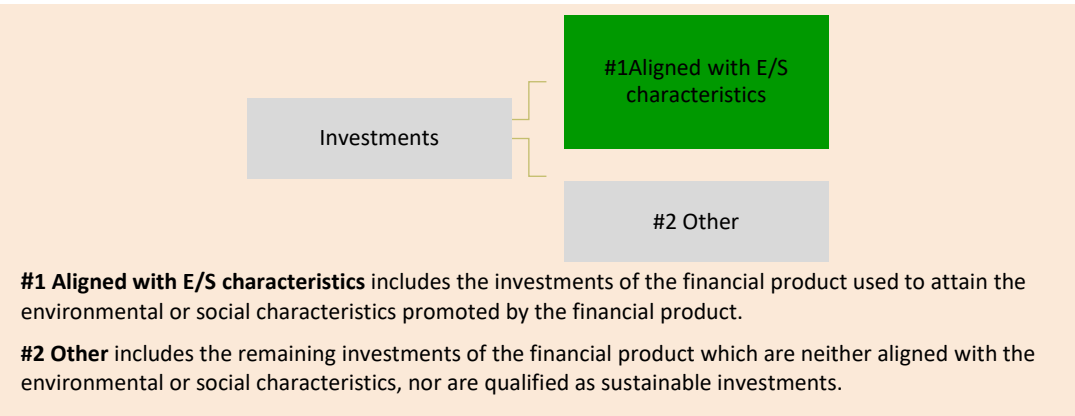 #1Aligned with E/S
characteristics
Investments
#2 Other
#1 Aligned with E/S characteristics includes the investments of the financial product used to attain the
environmental or social characteristics promoted by the financial product.
#2 Other includes the remaining investments of the financial product which are neither aligned with the
environmental or social characteristics, nor are qualified as sustainable investments.